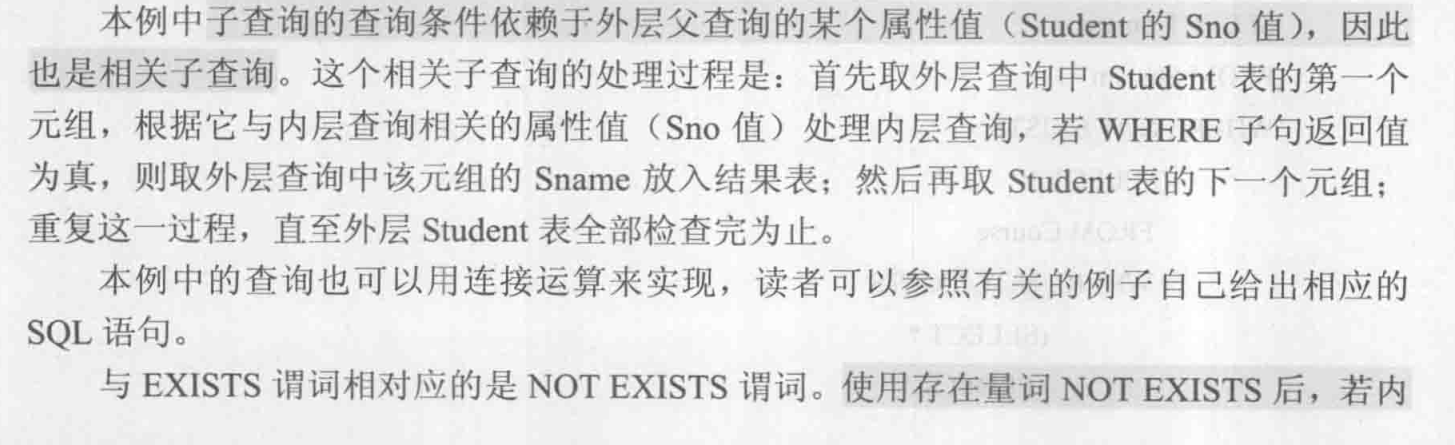 本例中子查询的查询条件依赖于外层父查询的某个属性值（Student 的 Sno 值），因此
也是相关子查询。这个相关子查询的处理过程是：首先取外层查询中 Student 表的第一个
元组，根据它与内层查询相关的属性值（Sno 值）处理内层查询，若 WHERE 子句返回值
为真，则取外层查询中该元组的 Sname 放入结果表；然后再取 Student 表的下一个元组；
重复这一过程，直至外层 Student 表全部检查完为止。
本例中的查询也可以用连接运算来实现，读者可以参照有关的例子自己给出相应的
SQL 语句。
与 EXISTS 谓词相对应的是 NOT EXISTS 谓词。使用存在量词 NOT EXISTS 后，若内